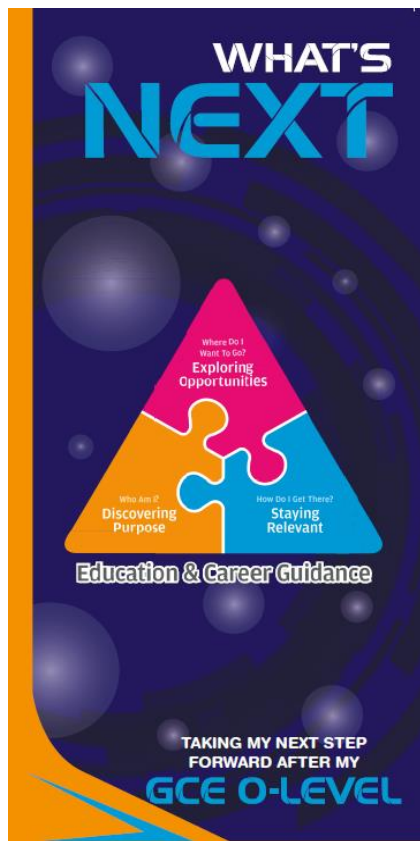 WHAT'S
NEXT
Where Do I
Want To Go?
Exploring
Opportunities
Who Am I?
Discovering
Purpose
How Do I Get There?
Staying
Relevant
Education & Career Guidance
TAKING MY NEXT STEP
FORWARD AFTER MY
GCE O-LEVEL